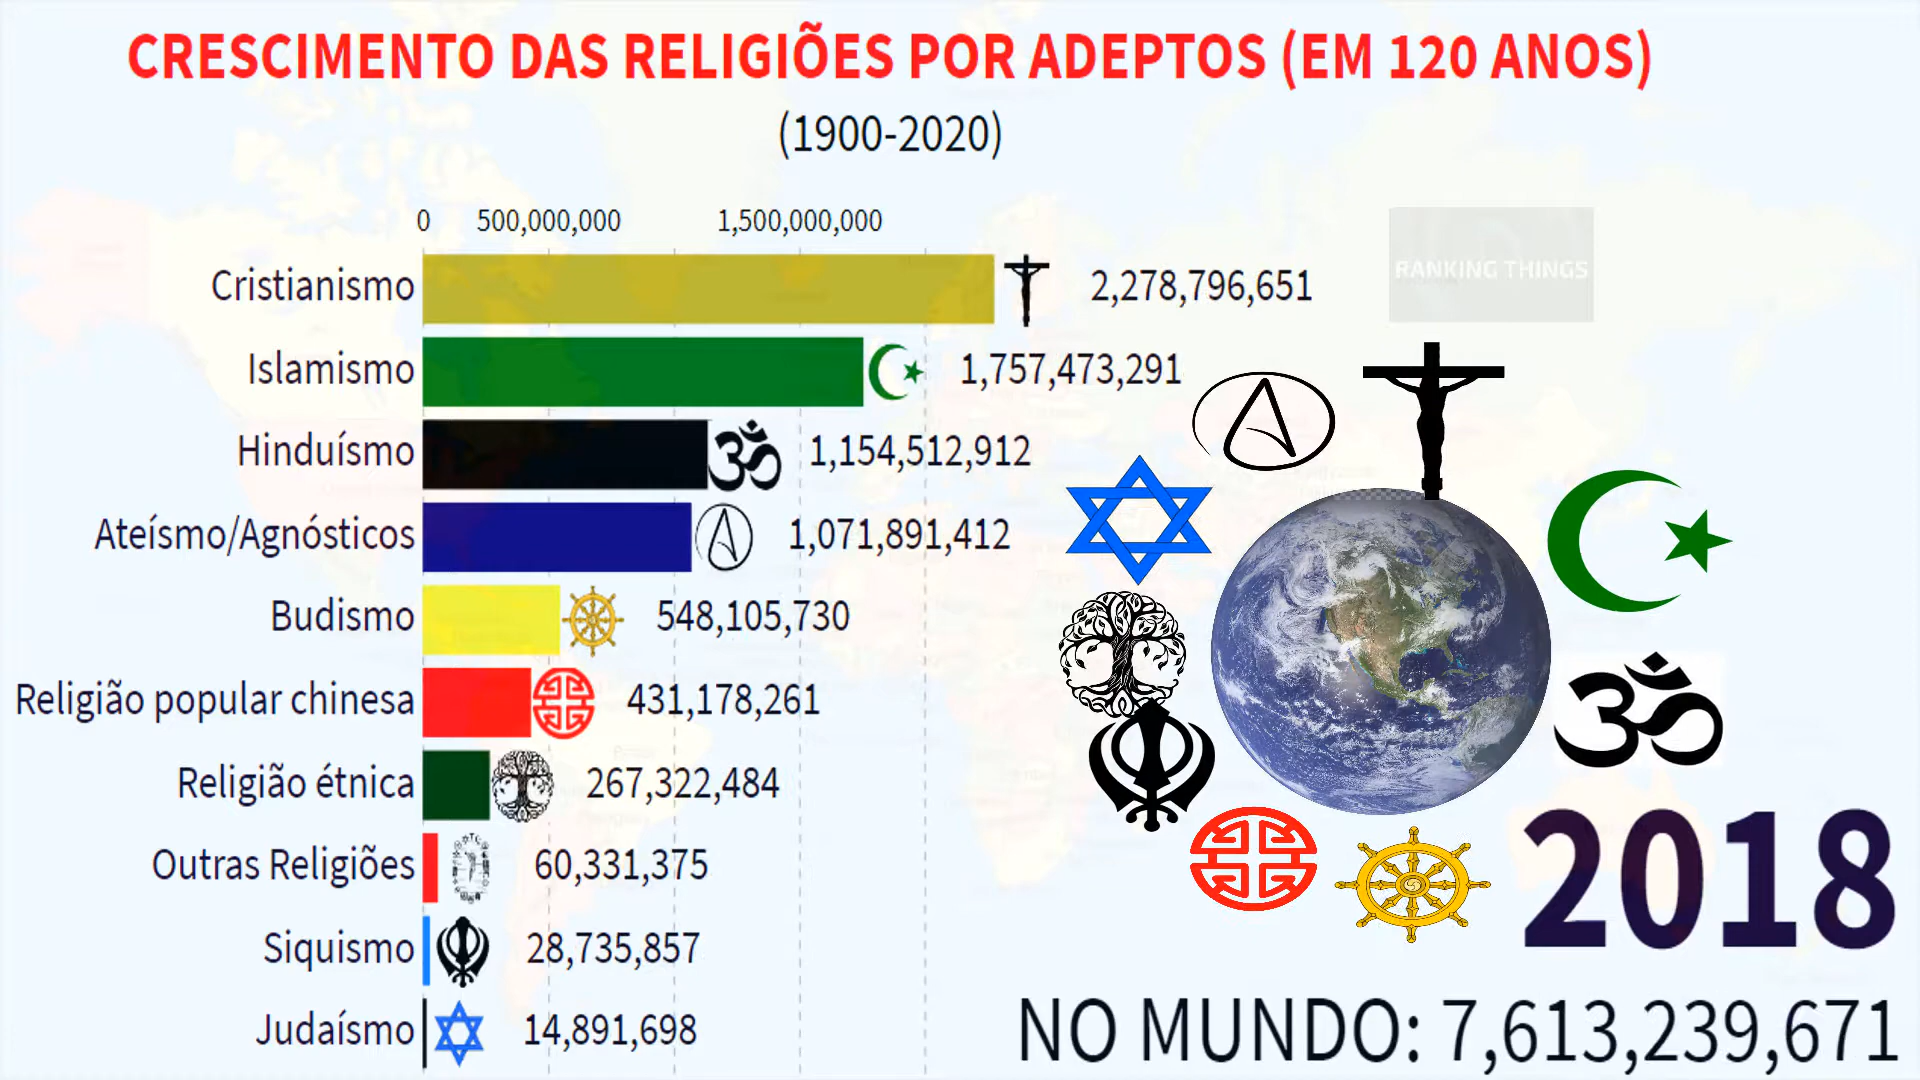 CRESCIMENTO DAS RELIGIÕES POR ADEPTOS (EM 120 ANOS)
(1900-2020)
0 500,000,000 1,500,000,000
RANKING THINGS
Cristianismo 2,278,796,651
Islamismo 1,757,473,291
Hinduísmo 1,154,512,912
Ateísmo/Agnósticos 1,071,891,412
Budismo 548,105,730
Religião popular chinesa 431,178,261
Religião étnica 267,322,484
Outras Religiões 60,331,375
Siquismo 28,735,857
Judaísmo 14,891,698
2018
NO MUNDO: 7,613,239,671